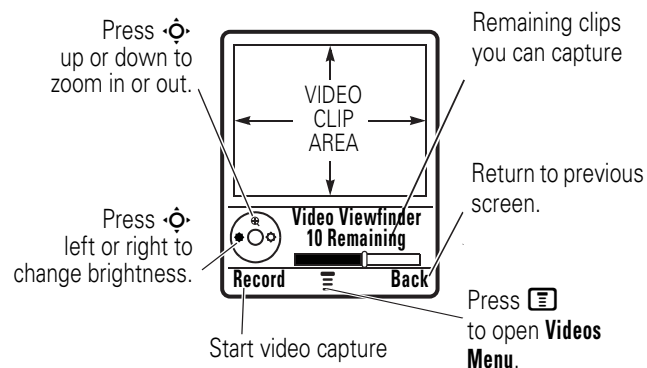 Press
up or down to
zoom in or out.
Remaining clips
you can capture
VIDEO
CLIP
AREA
Return to previous
screen.
Press
left or right to
change brightness.
Video Viewfinder
10 Remaining
Record
Back
Start video capture
Press
to open Videos
Menu.